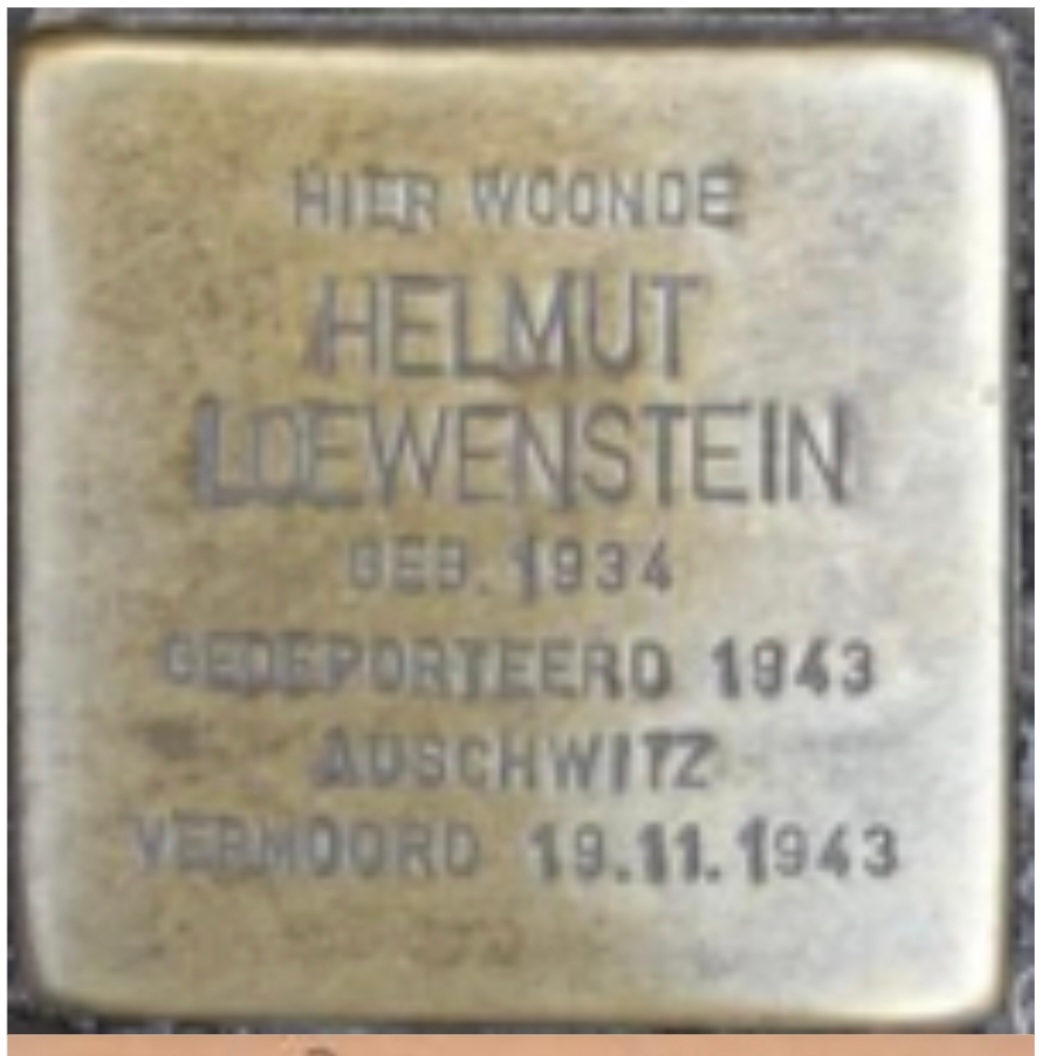 HIER WOONDE
HELMUT
LOEWENSTEIN
GEB. 1934
GEDEPORTEERD 1943
AUSCHWITZ
VERMOORD 19.11.1943